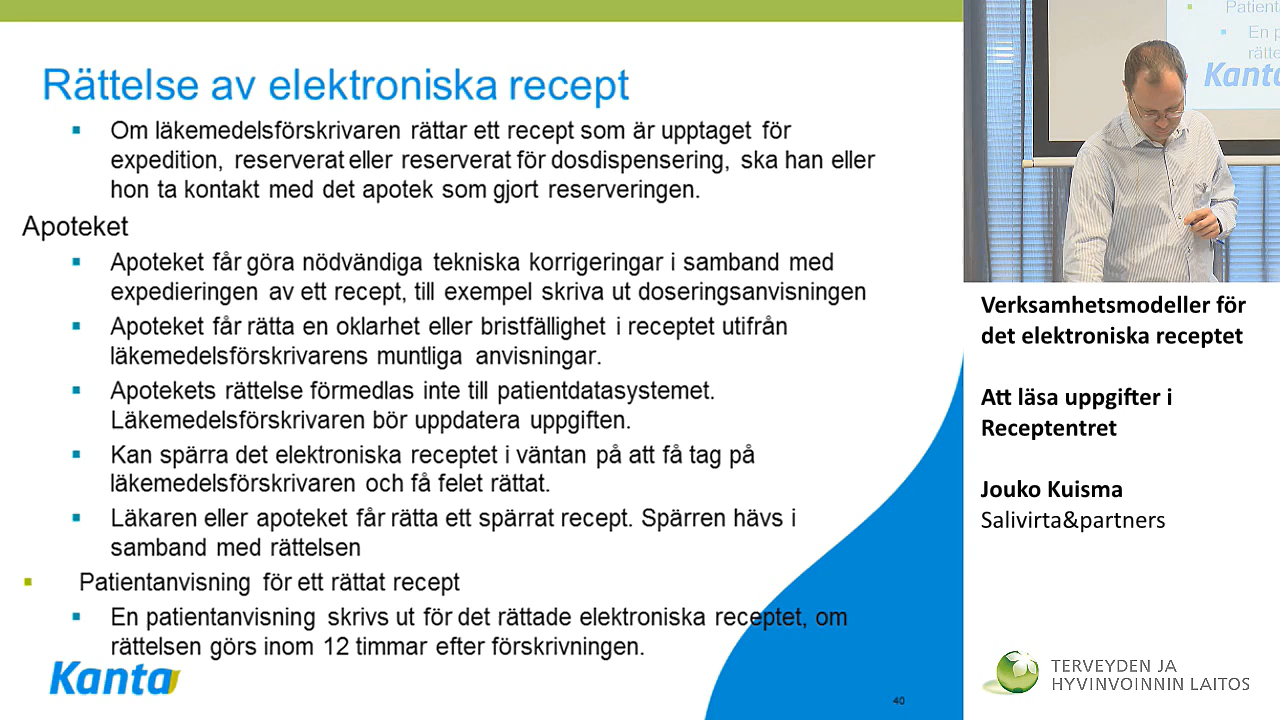 Rättelse av elektroniska recept
Om läkemedelsförskrivaren rättar ett recept som är upptaget för
expedition, reserverat eller reserverat för dosdispensering, ska han eller
hon ta kontakt med det apotek som gjort reserveringen.
Apoteket
Apoteket får göra nödvändiga tekniska korrigeringar i samband med
expedieringen av ett recept, till exempel skriva ut doseringsanvisningen
Apoteket får rätta en oklarhet eller bristfällighet i receptet utifrån
läkemedelsförskrivarens muntliga anvisningar.
Apotekets rättelse förmedlas inte till patientdatasystemet.
Läkemedelsförskrivaren bör uppdatera uppgiften.
Kan spärra det elektroniska receptet i väntan på att få tag på
läkemedelsförskrivaren och få felet rättat.
Läkaren eller apoteket får rätta ett spärrat recept. Spärren hävs i
samband med rättelsen
Patientanvisning för ett rättat recept
En patientanvisning skrivs ut för det rättade elektroniska receptet, om
rättelsen görs inom 12 timmar efter förskrivningen.
Kanta
40
Patient
En p
rätte
Kanta
Verksamhetsmodeller för
det elektroniska receptet
Att läsa uppgifter i
Receptentret
Jouko Kuisma
Salivirta&partners
TERVEYDEN JA
HYVINVOINNIN LAITOS